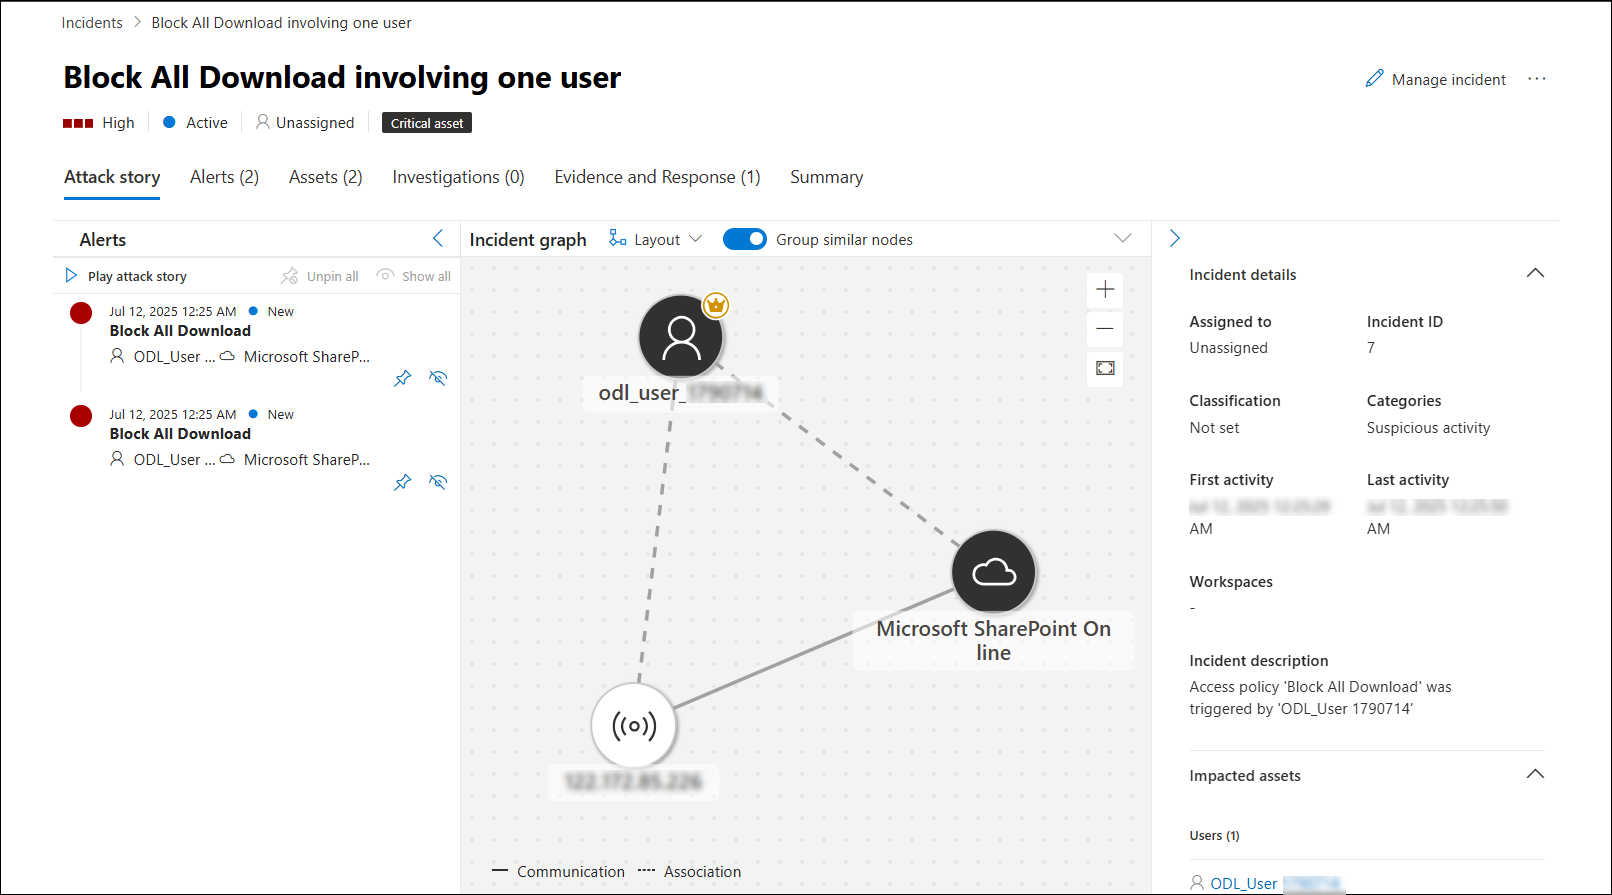 Incidents > Block All Download involving one user
Block All Download involving one user
Manage incident ...
High Active Unassigned Critical asset
Attack story Alerts (2) Assets (2) Investigations (0) Evidence and Response (1) Summary
Alerts
Play attack story Unpin all Show all
Jul 12, 2025 12:25 AM New
Block All Download
ODL_User ... Microsoft ShareP...
Jul 12, 2025 12:25 AM New
Block All Download
ODL_User ... Microsoft ShareP...
Incident graph Layout Group similar nodes
odl_user_
Microsoft SharePoint On
line
Communication Association
Incident details
Assigned to Incident ID
Unassigned 7
Classification Categories
Not set Suspicious activity
First activity Last activity
AM AM
Workspaces
-
Incident description
Access policy 'Block All Download' was
triggered by 'ODL_User 1790714'
Impacted assets
Users (1)
ODL_User